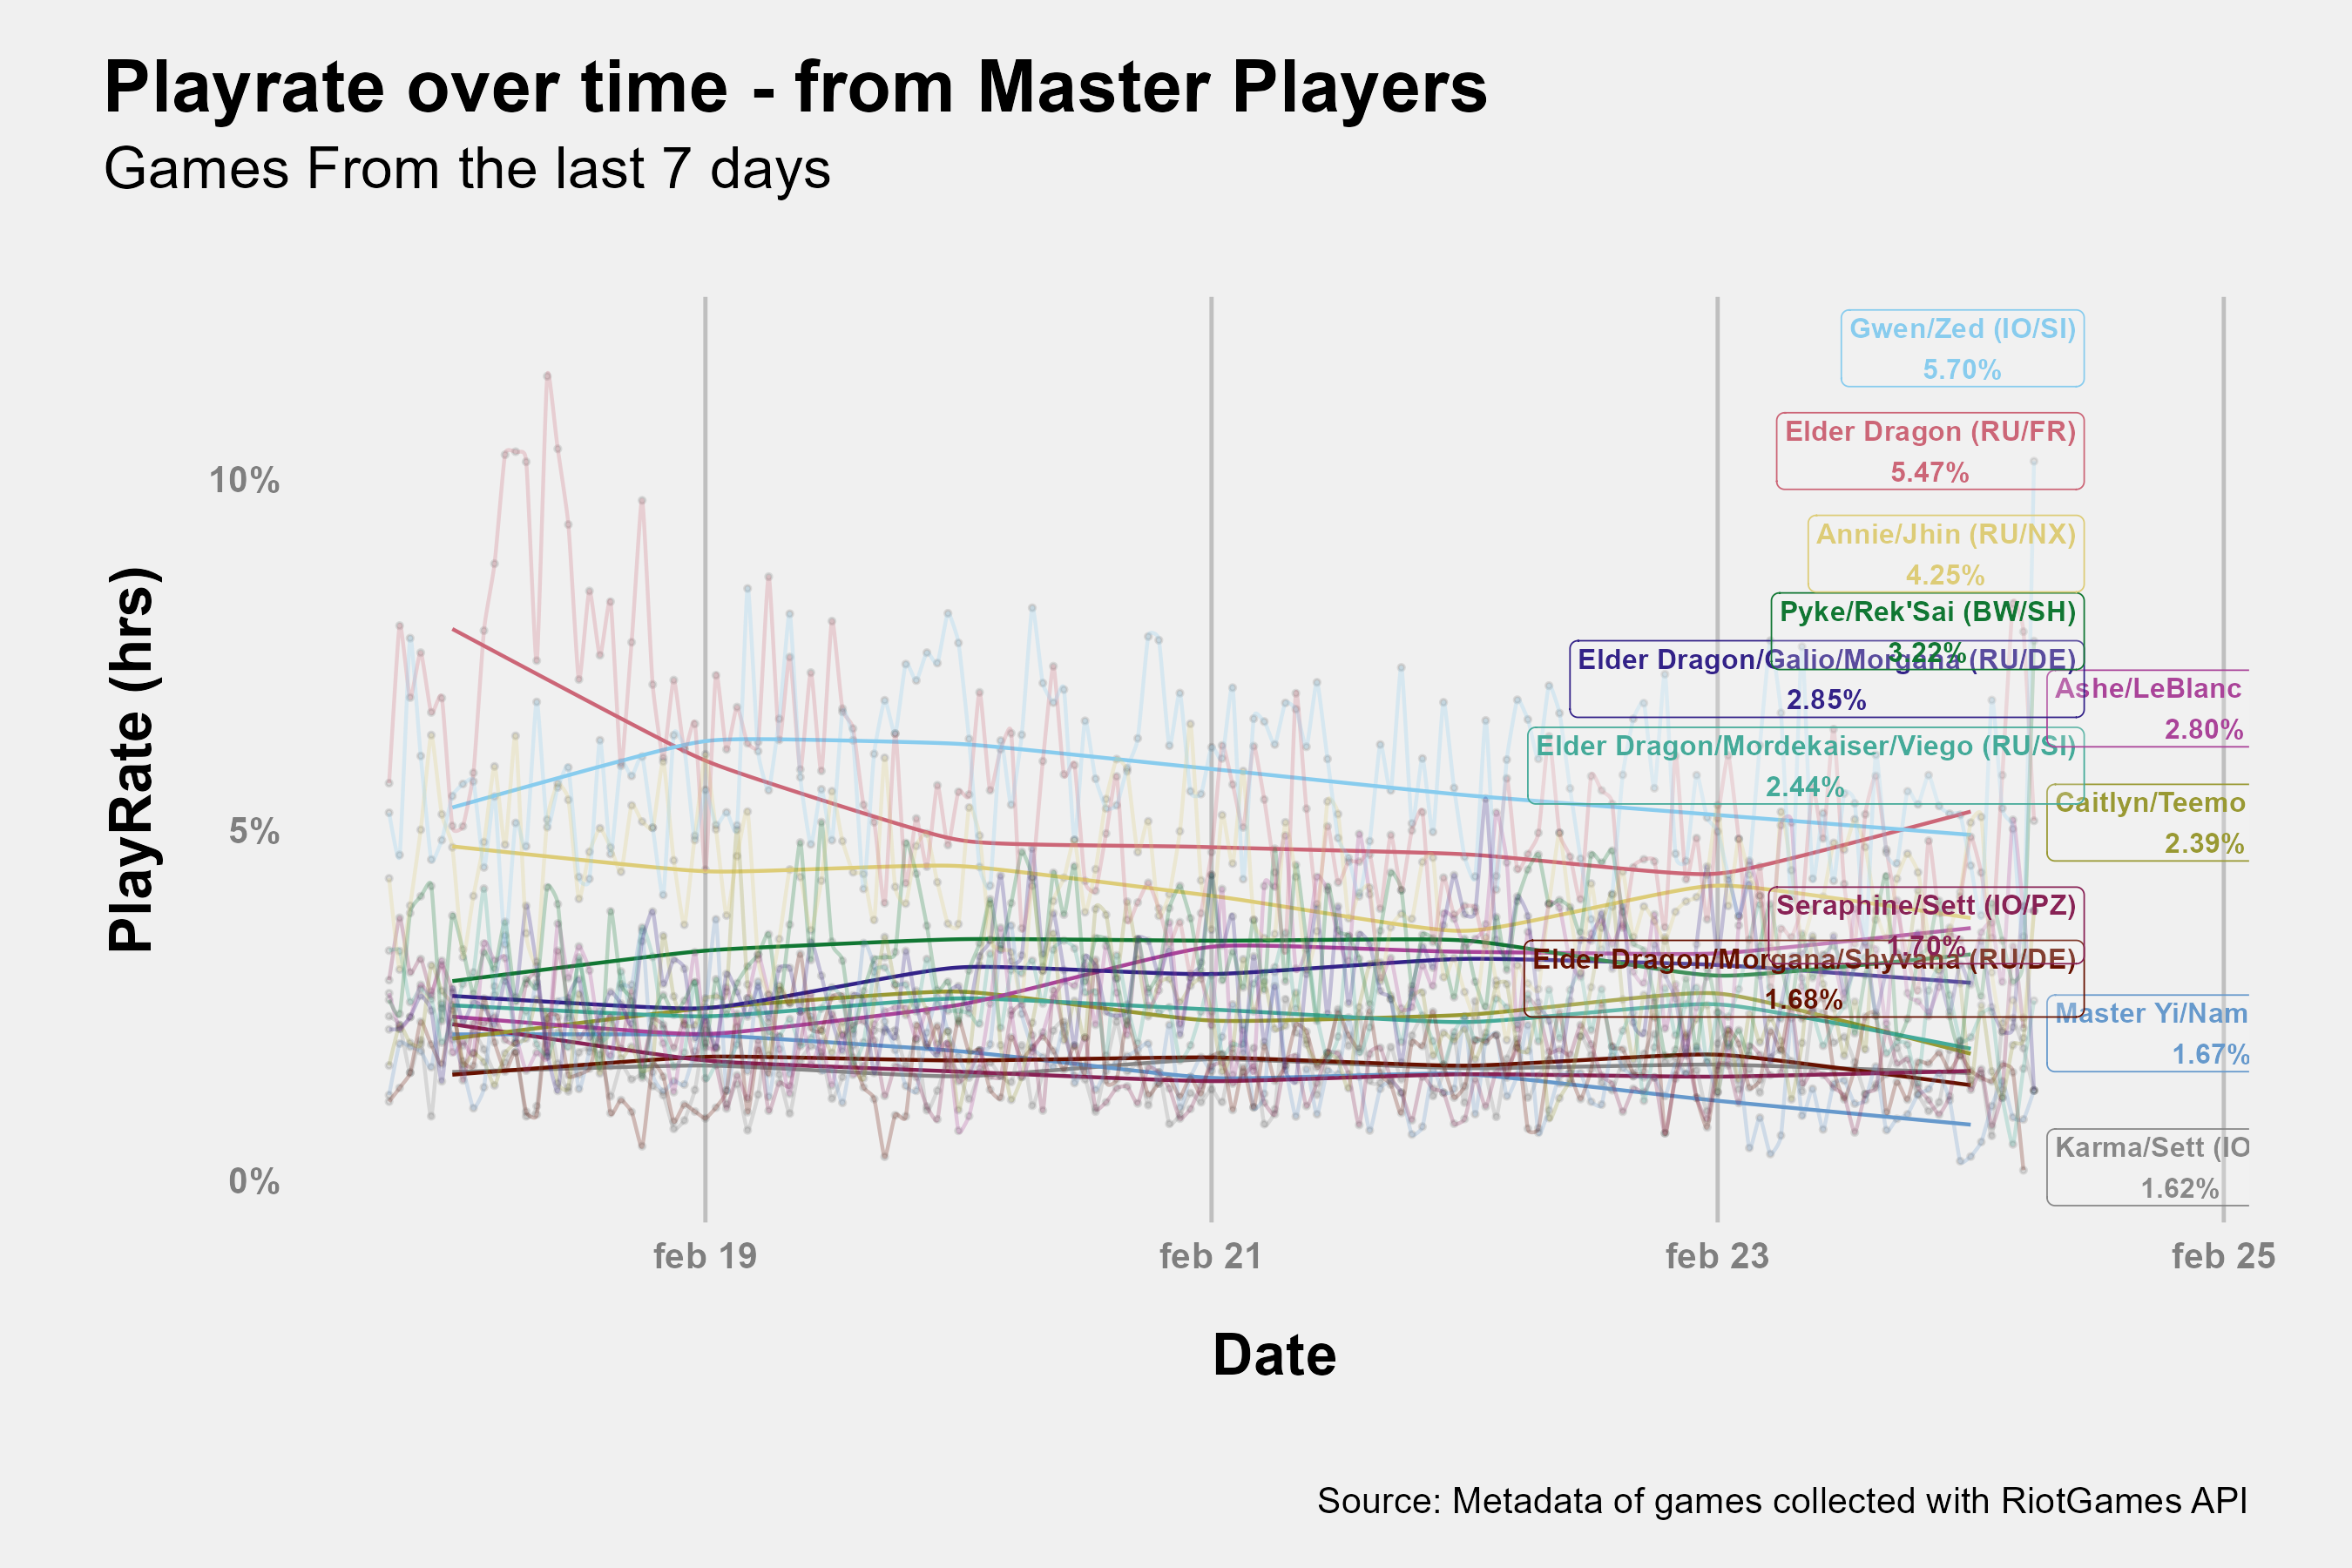 Playrate over time - from Master Players
Games From the last 7 days
PlayRate (hrs)
10%
5%
0%
Gwen/Zed (IO/SI)
5.70%
Elder Dragon (RU/FR)
5.47%
Annie/Jhin (RU/NX)
4.25%
Pyke/Rek'Sai (BW/SH)
3.22%
Elder Dragon/Galio/Morgana (RU/DE)
2.85%
Ashe/LeBlanc
2.80%
Elder Dragon/Mordekaiser/Viego (RU/SI)
2.44%
Caitlyn/Teemo
2.39%
Seraphine/Sett (IO/PZ)
1.70%
Elder Dragon/Morgana/Shyvana (RU/DE)
1.68%
Master Yi/Nam
1.67%
Karma/Sett (IO
1.62%
feb 19
feb 21
feb 23
feb 25
Date
Source: Metadata of games collected with RiotGames API